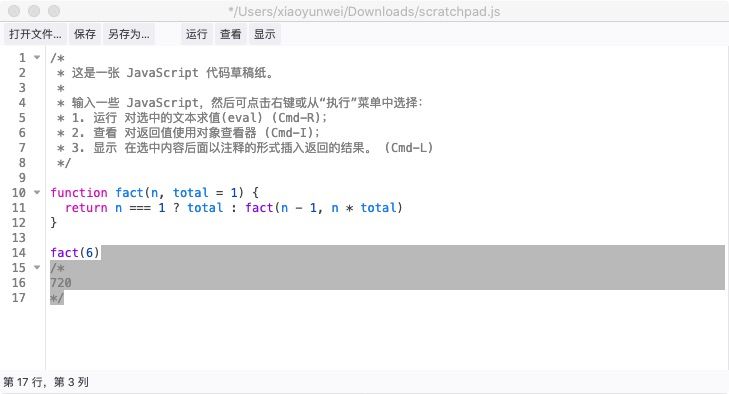 */Users/xiaoyunwei/Downloads/scratchpad.js
打开文件... 保存 另存为... 运行 查看 显示
1 /*
2  * 这是一张 JavaScript 代码草稿纸。
3  *
4  * 输入一些 JavaScript，然后可点击右键或从“执行”菜单中选择：
5  * 1. 运行 对选中的文本求值(eval) (Cmd-R)；
6  * 2. 查看 对返回值使用对象查看器 (Cmd-I)；
7  * 3. 显示 在选中内容后面以注释的形式插入返回的结果。 (Cmd-L)
8  */
9
10 function fact(n, total = 1) {
11   return n === 1 ? total : fact(n - 1, n * total)
12 }
13
14 fact(6)
15 /*
16 720
17 */
第 17 行，第 3 列